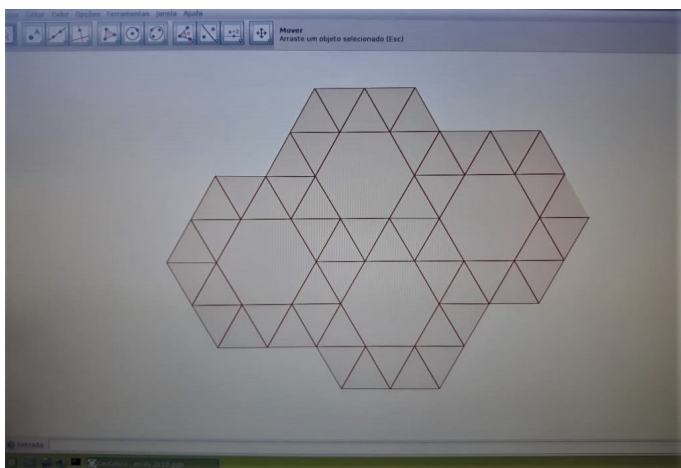 Editar Exibir Opções Ferramentas Janela Ajuda
Mover
Arraste um objeto selecionado (Esc)
Entrada: